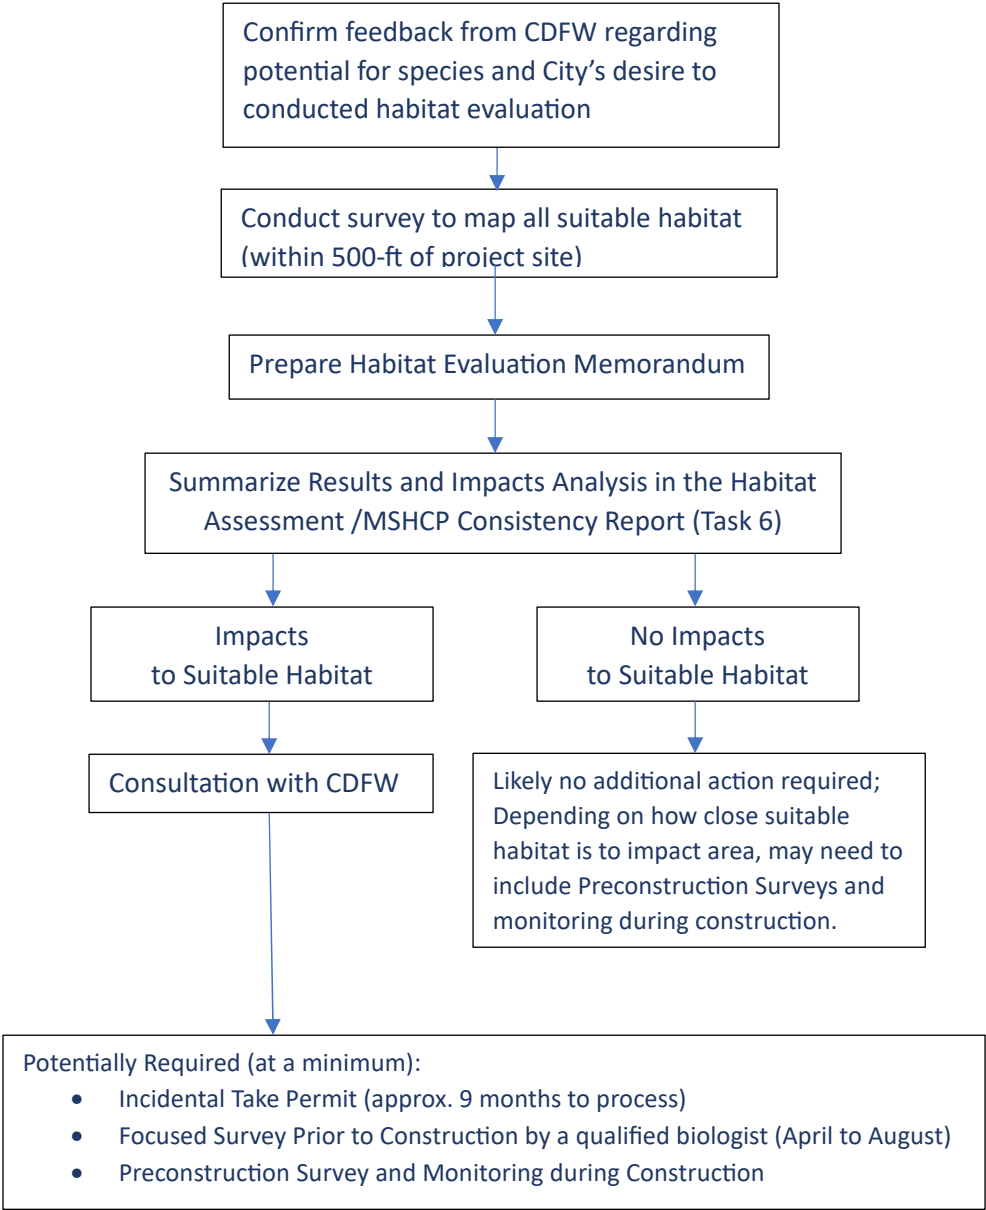 Confirm feedback from CDFW regarding
potential for species and City's desire to
conducted habitat evaluation
Conduct survey to map all suitable habitat
(within 500-ft of project site)
Prepare Habitat Evaluation Memorandum
Summarize Results and Impacts Analysis in the Habitat
Assessment /MSHCP Consistency Report (Task 6)
Impacts
to Suitable Habitat
No Impacts
to Suitable Habitat
Consultation with CDFW
Likely no additional action required;
Depending on how close suitable
habitat is to impact area, may need to
include Preconstruction Surveys and
monitoring during construction.
Potentially Required (at a minimum):
• Incidental Take Permit (approx. 9 months to process)
• Focused Survey Prior to Construction by a qualified biologist (April to August)
• Preconstruction Survey and Monitoring during Construction